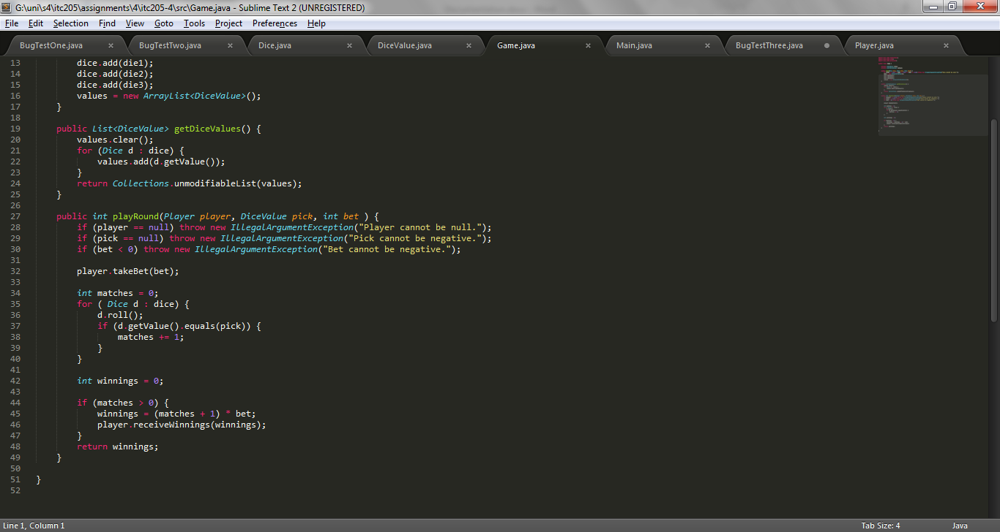 G:\uni\s4\itc205\assignments\4\itc205-4\src\Game.java - Sublime Text 2 (UNREGISTERED)
File Edit Selection Find View Goto Tools Project Preferences Help
BugTestOne.java BugTestTwo.java Dice.java DiceValue.java Game.java Main.java BugTestThree.java Player.java
13 dice.add(die1);
14 dice.add(die2);
15 dice.add(die3);
16 values = new ArrayList<DiceValue>();
17 }
18
19 public List<DiceValue> getDiceValues() {
20 values.clear();
21 for (Dice d : dice) {
22 values.add(d.getValue());
23 }
24 return Collections.unmodifiableList(values);
25 }
26
27 public int playRound(Player player, DiceValue pick, int bet ) {
28 if (player == null) throw new IllegalArgumentException("Player cannot be null.");
29 if (pick == null) throw new IllegalArgumentException("Pick cannot be negative.");
30 if (bet < 0) throw new IllegalArgumentException("Bet cannot be negative.");
31
32 player.takeBet(bet);
33
34 int matches = 0;
35 for ( Dice d : dice) {
36 d.roll();
37 if (d.getValue().equals(pick)) {
38 matches += 1;
39 }
40 }
41
42 int winnings = 0;
43
44 if (matches > 0) {
45 winnings = (matches + 1) * bet;
46 player.receiveWinnings(winnings);
47 }
48 return winnings;
49 }
50
51 }
52
Line 1, Column 1 Tab Size: 4 Java